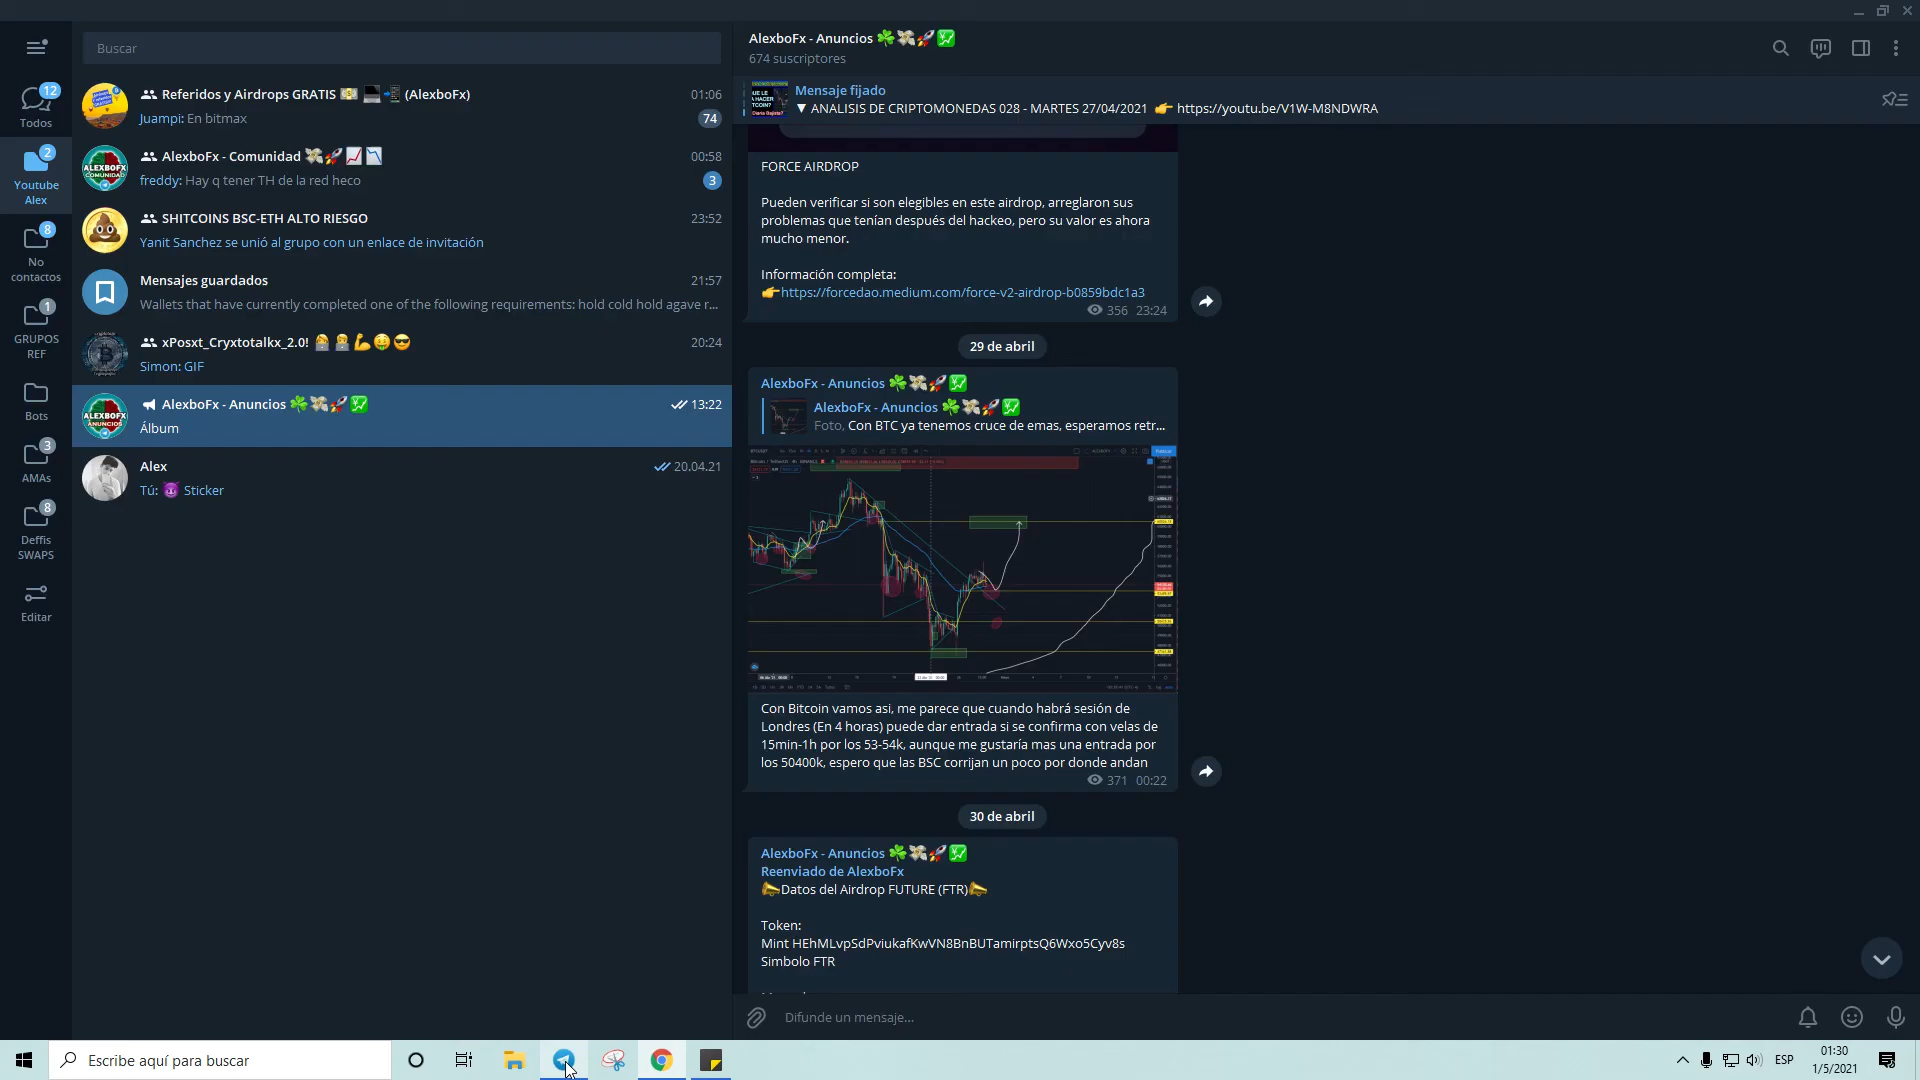 Buscar
12
Todos
2
Youtube
Alex
8
No
contactos
1
GRUPOS
REF
Bots
3
AMAs
8
Deffis
SWAPS
Editar
Referidos y Airdrops GRATIS 💵 💻 📲 (AlexboFx)
01:06
Juampi: En bitmax
74
AlexboFx - Comunidad 💸🚀📈📉
00:58
freddy: Hay q tener TH de la red heco
3
SHITCOINS BSC-ETH ALTO RIESGO
23:52
Yanit Sanchez se unió al grupo con un enlace de invitación
Mensajes guardados
21:57
Wallets that have currently completed one of the following requirements: hold cold hold agave r...
xPosxt_Cryxtotalkx_2.0!
20:24
Simon: GIF
AlexboFx - Anuncios ☘️💸🚀💹
13:22
Álbum
Alex
20.04.21
Tú: 😈 Sticker
ALEXBOFX
COMUNIDAD
ALEXBOFX
ANUNCIOS
AlexboFx - Anuncios ☘️💸🚀💹
674 suscriptores
Mensaje fijado
▼ ANALISIS DE CRIPTOMONEDAS 028 - MARTES 27/04/2021 👉 https://youtu.be/V1W-M8NDWRA
FORCE AIRDROP
Pueden verificar si son elegibles en este airdrop, arreglaron sus
problemas que tenían después del hackeo, pero su valor es ahora
mucho menor.
Información completa:
👉https://forcedao.medium.com/force-v2-airdrop-b0859bdc1a3
356 23:24
29 de abril
AlexboFx - Anuncios ☘️💸🚀💹
AlexboFx - Anuncios ☘️💸🚀💹
Foto, Con BTC ya tenemos cruce de emas, esperamos retr...
Con Bitcoin vamos asi, me parece que cuando habrá sesión de
Londres (En 4 horas) puede dar entrada si se confirma con velas de
15min-1h por los 53-54k, aunque me gustaría mas una entrada por
los 50400k, espero que las BSC corrijan un poco por donde andan
371 00:22
30 de abril
AlexboFx - Anuncios ☘️💸🚀💹
Reenviado de AlexboFx
📣Datos del Airdrop FUTURE (FTR)📣
Token:
Mint HEhMLvpSdPviukafKwVN8BnBUTamirptsQ6Wxo5Cyv8s
Simbolo FTR
Difunde un mensaje...
Escribe aquí para buscar
ESP
01:30
1/5/2021